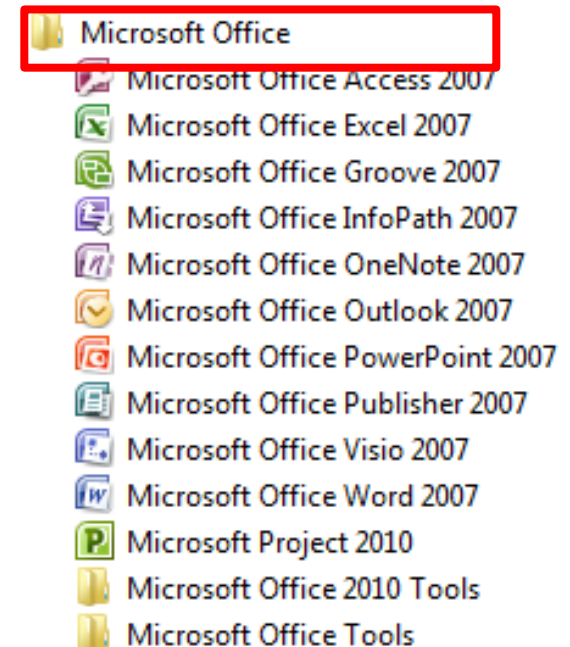 Microsoft Office
Microsoft Office Access 2007
Microsoft Office Excel 2007
Microsoft Office Groove 2007
Microsoft Office InfoPath 2007
Microsoft Office OneNote 2007
Microsoft Office Outlook 2007
Microsoft Office PowerPoint 2007
Microsoft Office Publisher 2007
Microsoft Office Visio 2007
Microsoft Office Word 2007
Microsoft Project 2010
Microsoft Office 2010 Tools
Microsoft Office Tools